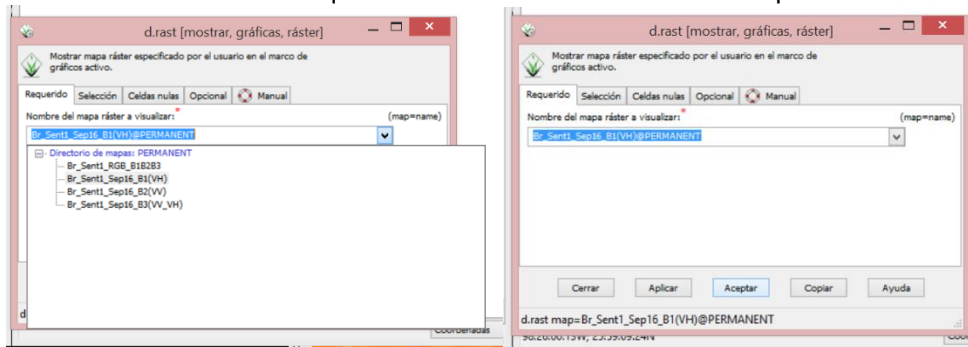 d.rast [mostrar, gráficas, ráster]
Mostrar mapa ráster especificado por el usuario en el marco de
gráficos activo.
Requerido Selección Celdas nulas Opcional Manual
Nombre del mapa ráster a visualizar:* (map=name)
Br_Sent1_Sep16_B1(VH)@PERMANENT
Directorio de mapas: PERMANENT
Br_Sent1_RGB_B1B2B3
Br_Sent1_Sep16_B1(VH)
Br_Sent1_Sep16_B2(VV)
Br_Sent1_Sep16_B3(VV_VH)
d
Coordenadas
d.rast [mostrar, gráficas, ráster]
Mostrar mapa ráster especificado por el usuario en el marco de
gráficos activo.
Requerido Selección Celdas nulas Opcional Manual
Nombre del mapa ráster a visualizar:* (map=name)
Br_Sent1_Sep16_B1(VH)@PERMANENT
Cerrar Aplicar Aceptar Copiar Ayuda
d.rast map=Br_Sent1_Sep16_B1(VH)@PERMANENT